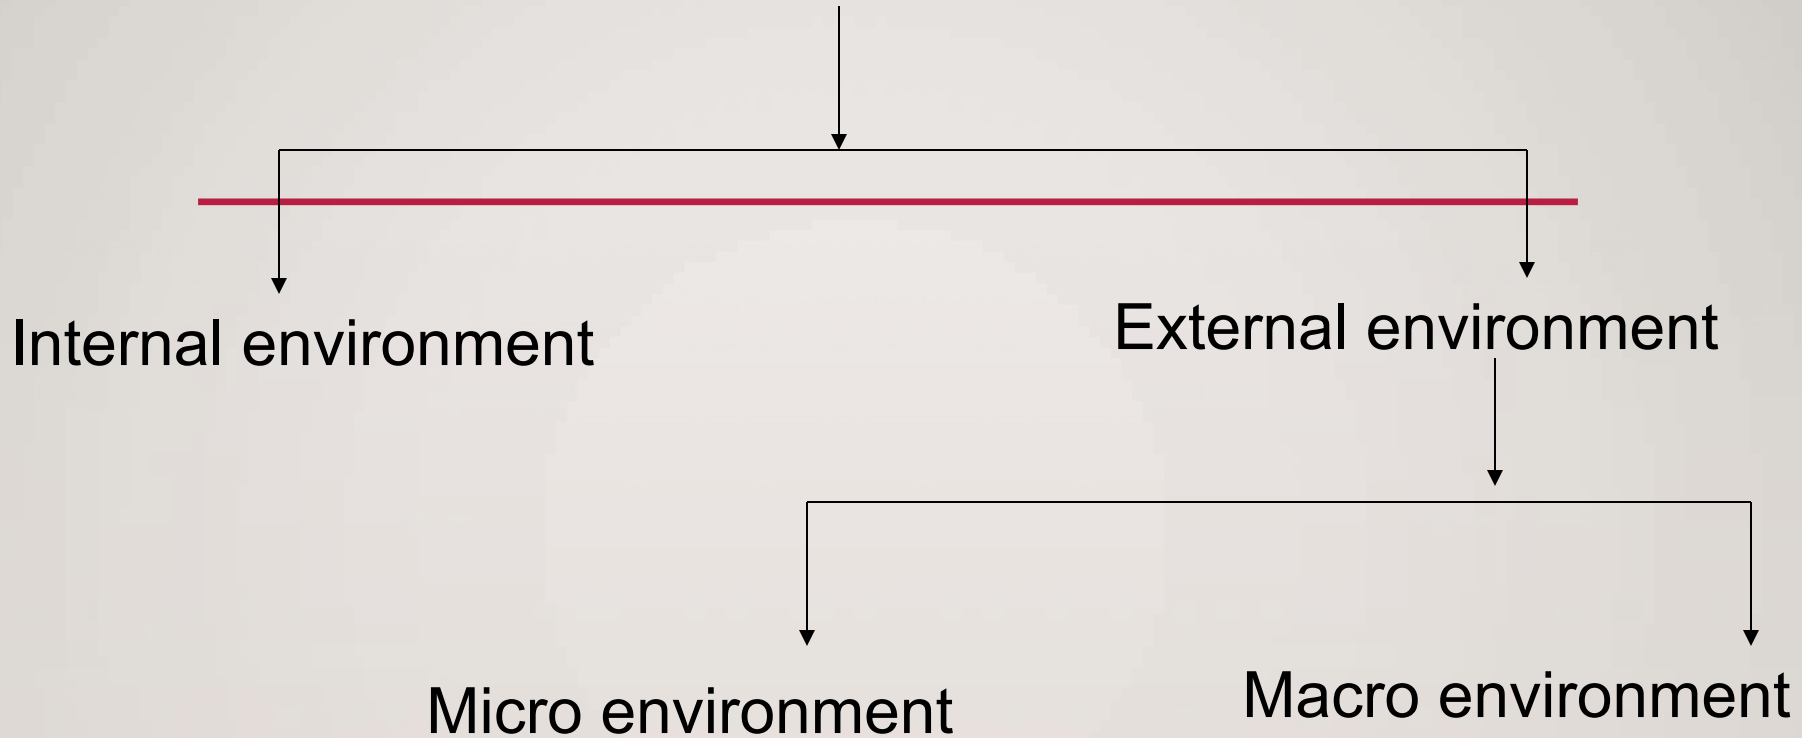 Internal environment
External environment
Micro environment
Macro environment